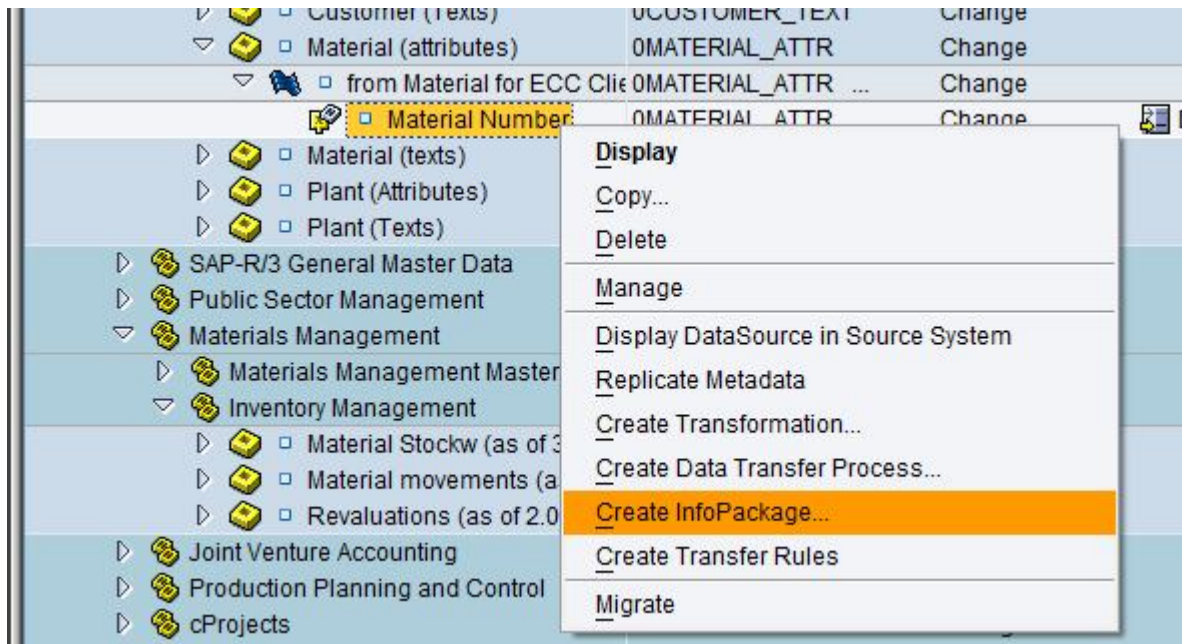 Customer (Texts) 0CUSTOMER_TEXT Change
Material (attributes) 0MATERIAL_ATTR Change
from Material for ECC Clie 0MATERIAL_ATTR ... Change
Material Number 0MATERIAL_ATTR Change
Material (texts)
Plant (Attributes)
Plant (Texts)
SAP-R/3 General Master Data
Public Sector Management
Materials Management
Materials Management Master
Inventory Management
Material Stockw (as of 3
Material movements (a
Revaluations (as of 2.0
Joint Venture Accounting
Production Planning and Control
cProjects
Display
Copy...
Delete
Manage
Display DataSource in Source System
Replicate Metadata
Create Transformation...
Create Data Transfer Process...
Create InfoPackage...
Create Transfer Rules
Migrate